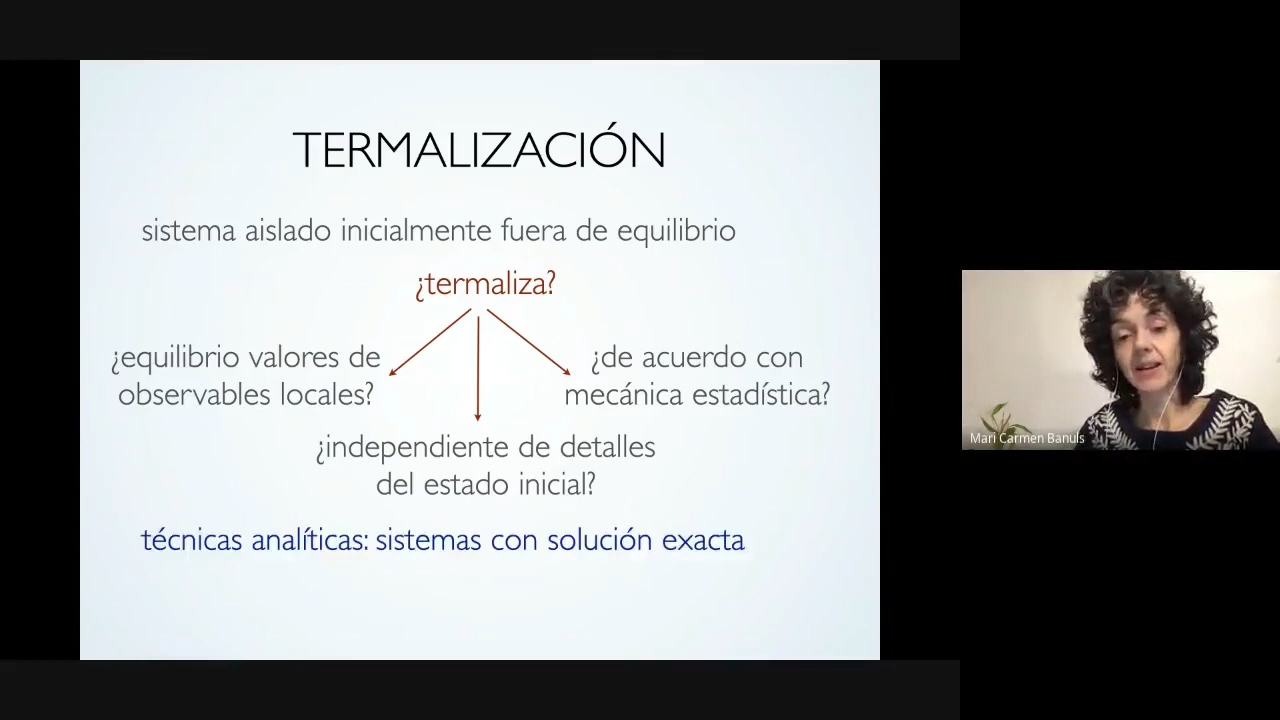 TERMALIZACIÓN
sistema aislado inicialmente fuera de equilibrio
¿termaliza?
¿equilibrio valores de
observables locales?
¿de acuerdo con
mecánica estadística?
¿independiente de detalles
del estado inicial?
técnicas analíticas: sistemas con solución exacta
Mari Carmen Banuls